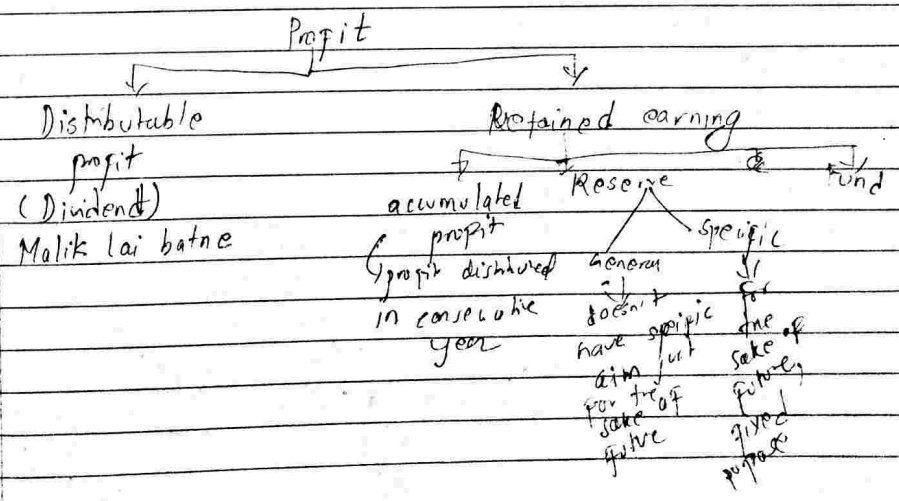 Profit
Distributable
profit
(Dividend)
Malik lai batne
Retained earning
accumulated
profit
profit distributed
in consecutive
year
Reserve
General
doesn't
have speific
aim just
for the
sake of
future
specific
for
the
sake of
future,
fixed
purpose
Fund